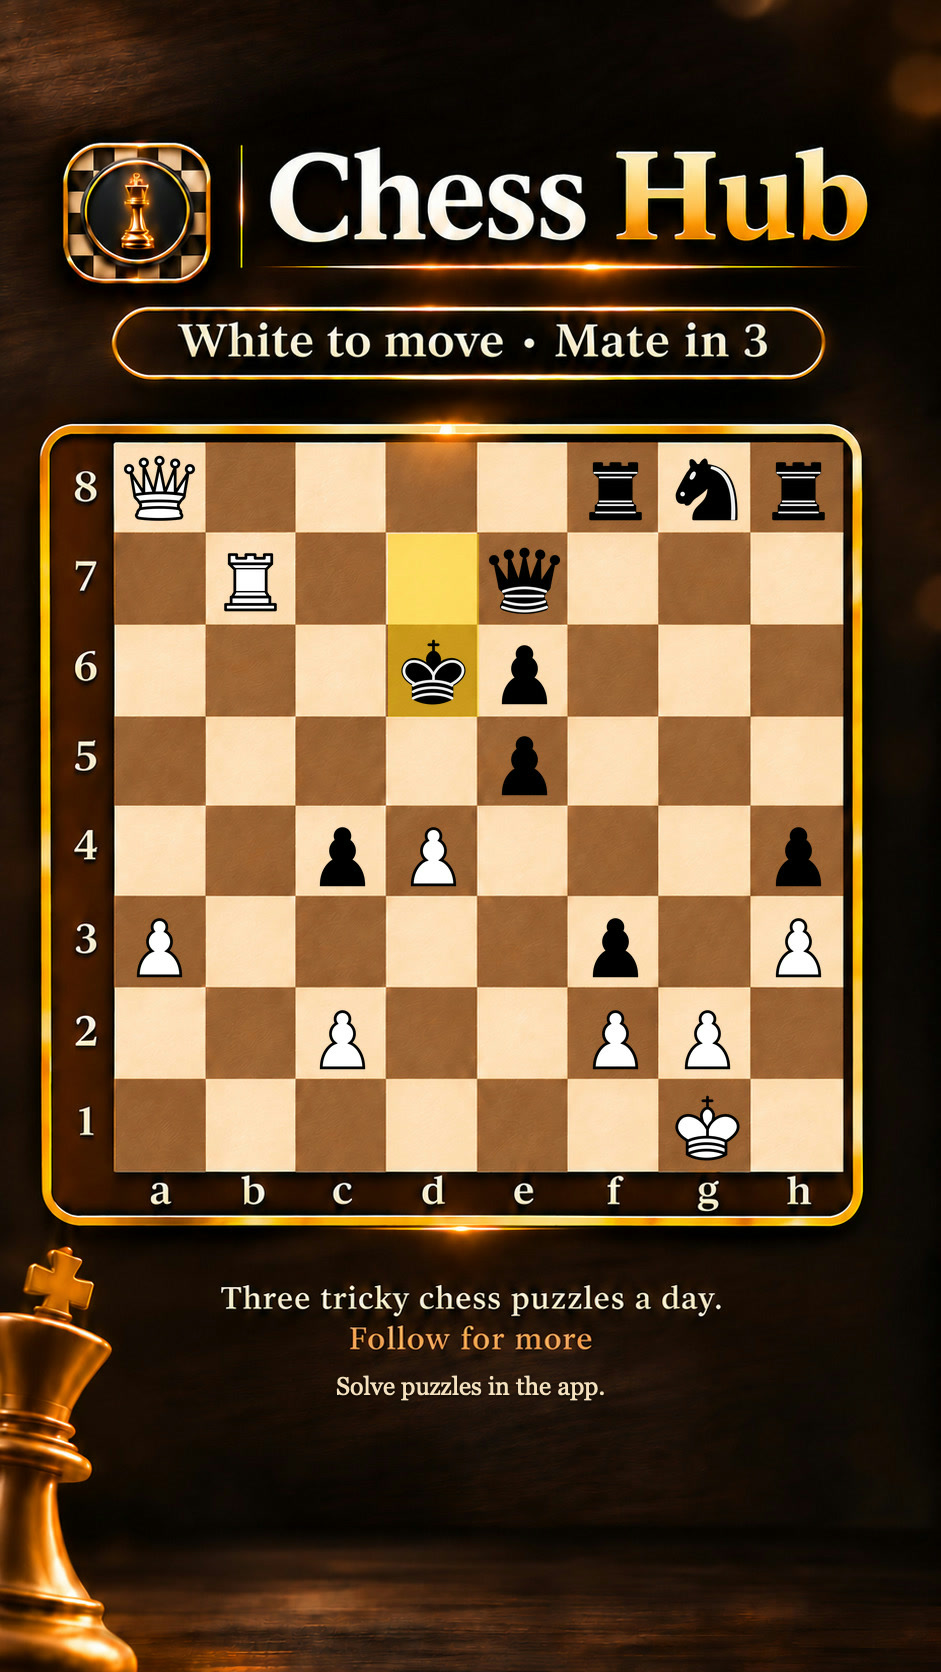 Chess Hub
White to move • Mate in 3
8
7
6
5
4
3
2
1
a b c d e f g h
Three tricky chess puzzles a day.
Follow for more
Solve puzzles in the app.